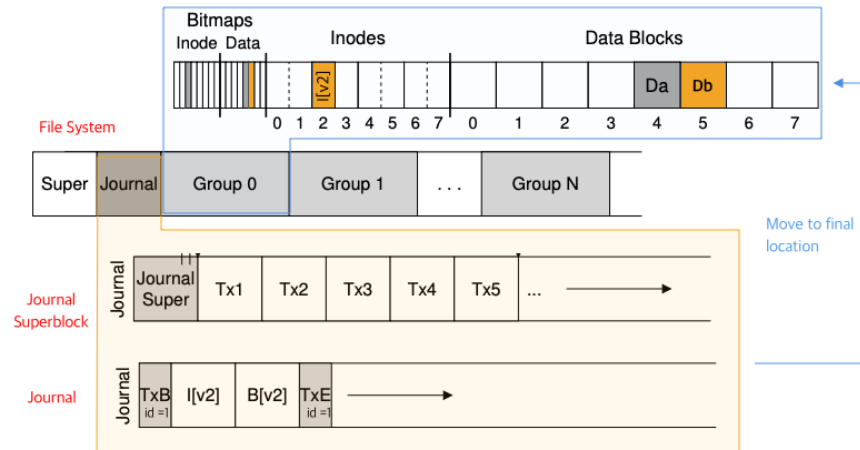 Bitmaps
Inode Data
Inodes
Data Blocks
I[v2]
Da
Db
0 1 2 3 4 5 6 7 0 1 2 3 4 5 6 7
File System
Super
Journal
Group 0
Group 1
. . .
Group N
Move to final
location
Journal
Superblock
Journal
Journal
Super
Tx1
Tx2
Tx3
Tx4
Tx5
...
Journal
Journal
TxB
id =1
I[v2]
B[v2]
TxE
id =1